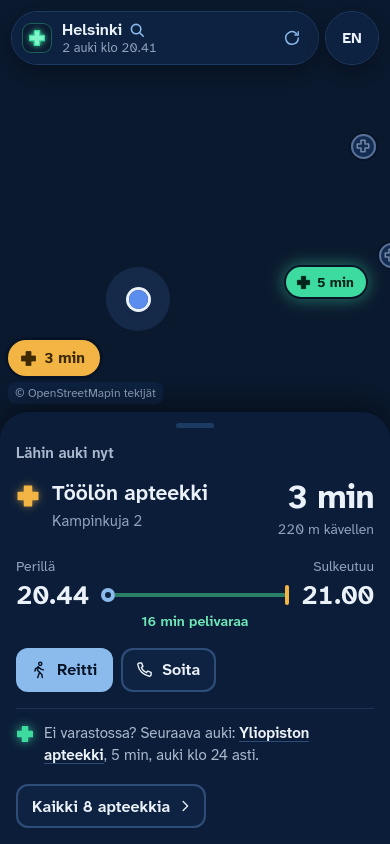 Helsinki
2 auki klo 20.41
EN
5 min
3 min
© OpenStreetMapin tekijät
Lähin auki nyt
Töölön apteekki
3 min
Kampinkuja 2
220 m kävellen
Perillä
Sulkeutuu
20.44
21.00
16 min pelivaraa
Reitti
Soita
Ei varastossa? Seuraava auki: Yliopiston
apteekki, 5 min, auki klo 24 asti.
Kaikki 8 apteekkia